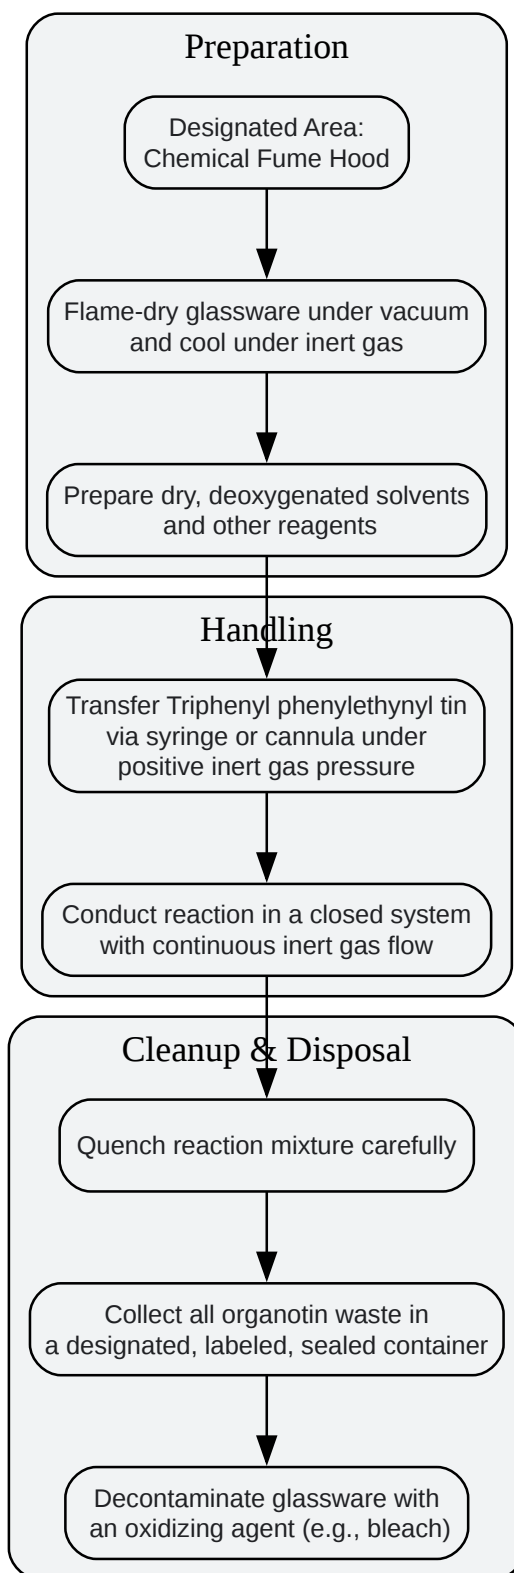 Preparation
Designated Area:
Chemical Fume Hood
Flame-dry glassware under vacuum
and cool under inert gas
Prepare dry, deoxygenated solvents
and other reagents
Handling
Transfer Triphenyl phenylethynyl tin
via syringe or cannula under
positive inert gas pressure
Conduct reaction in a closed system
with continuous inert gas flow
Cleanup & Disposal
Quench reaction mixture carefully
Collect all organotin waste in
a designated, labeled, sealed container
Decontaminate glassware with
an oxidizing agent (e.g., bleach)